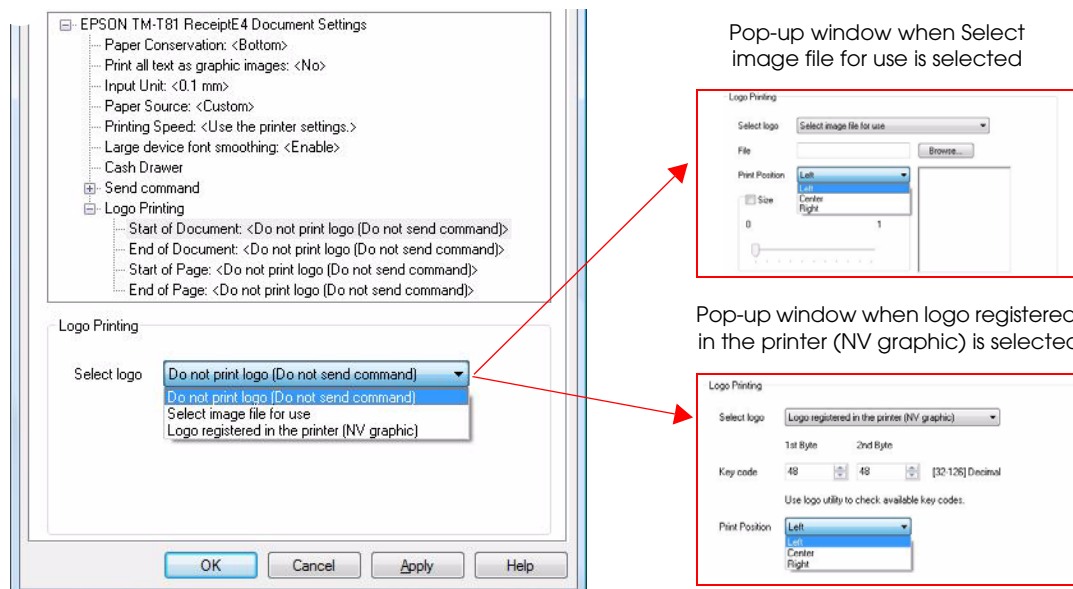 EPSON TM-T81 ReceiptE4 Document Settings
Paper Conservation: <Bottom>
Print all text as graphic images: <No>
Input Unit: <0.1 mm>
Paper Source: <Custom>
Printing Speed: <Use the printer settings.>
Large device font smoothing: <Enable>
Cash Drawer
Send command
Logo Printing
Start of Document: <Do not print logo (Do not send command)>
End of Document: <Do not print logo (Do not send command)>
Start of Page: <Do not print logo (Do not send command)>
End of Page: <Do not print logo (Do not send command)>
Logo Printing
Select logo Do not print logo (Do not send command)
Do not print logo (Do not send command)
Select image file for use
Logo registered in the printer (NV graphic)
OK Cancel Apply Help
Pop-up window when Select
image file for use is selected
Logo Printing
Select logo Select image file for use
File Browse...
Print Position Left
Left
Size Center
Right
0 1
Pop-up window when logo registered
in the printer (NV graphic) is selected
Logo Printing
Select logo Logo registered in the printer (NV graphic)
1st Byte 2nd Byte
Key code 48 48 [32-126] Decimal
Use logo utility to check available key codes.
Print Position Left
Left
Center
Right